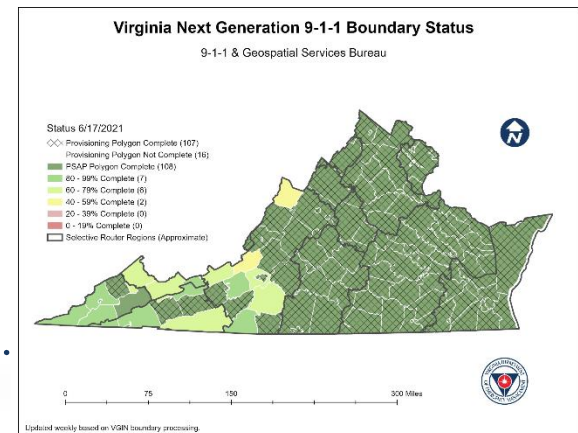 Virginia Next Generation 9-1-1 Boundary Status
9-1-1 & Geospatial Services Bureau
Status 6/17/2021
Provisioning Polygon Complete (107)
Provisioning Polygon Not Complete (16)
PSAP Polygon Complete (108)
80 - 99% Complete (7)
60 - 79% Complete (6)
40 - 59% Complete (2)
20 - 39% Complete (0)
0 - 19% Complete (0)
Selective Router Regions (Approximate)
N
0 75 150 300 Miles
Updated weekly based on VGIN boundary processing.